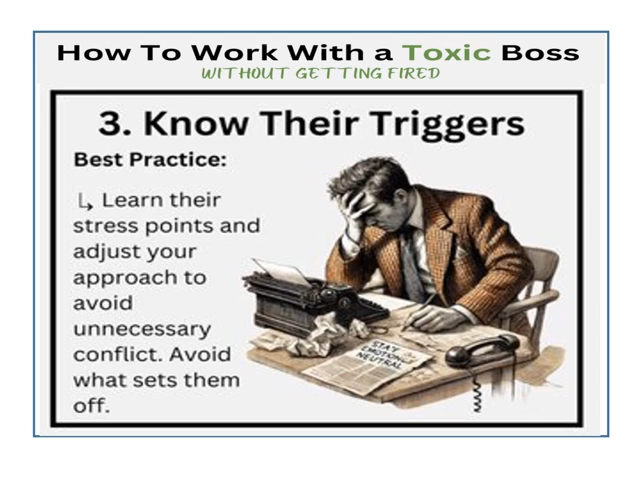 How To Work With a Toxic Boss
WITHOUT GETTING FIRED
3. Know Their Triggers
Best Practice:
↳ Learn their
stress points and
adjust your
approach to
avoid
unnecessary
conflict. Avoid
what sets them
off.
STAY
EMOTIONALLY
NEUTRAL